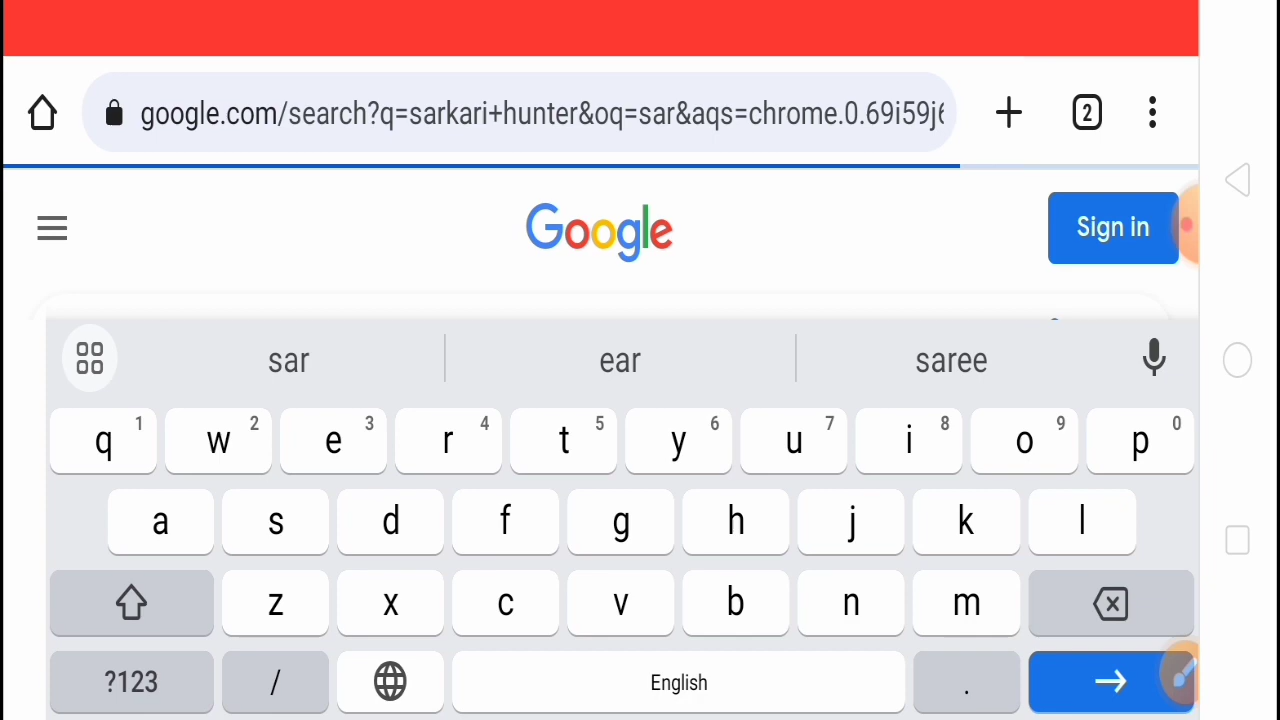 google.com/search?q=sarkari+hunter&oq=sar&aqs=chrome.0.69i59j6
2
Google
Sign in
sar ear saree
q 1 w 2 e 3 r 4 t 5 y 6 u 7 i 8 o 9 p 0
a s d f g h j k l
z x c v b n m
?123 / English .